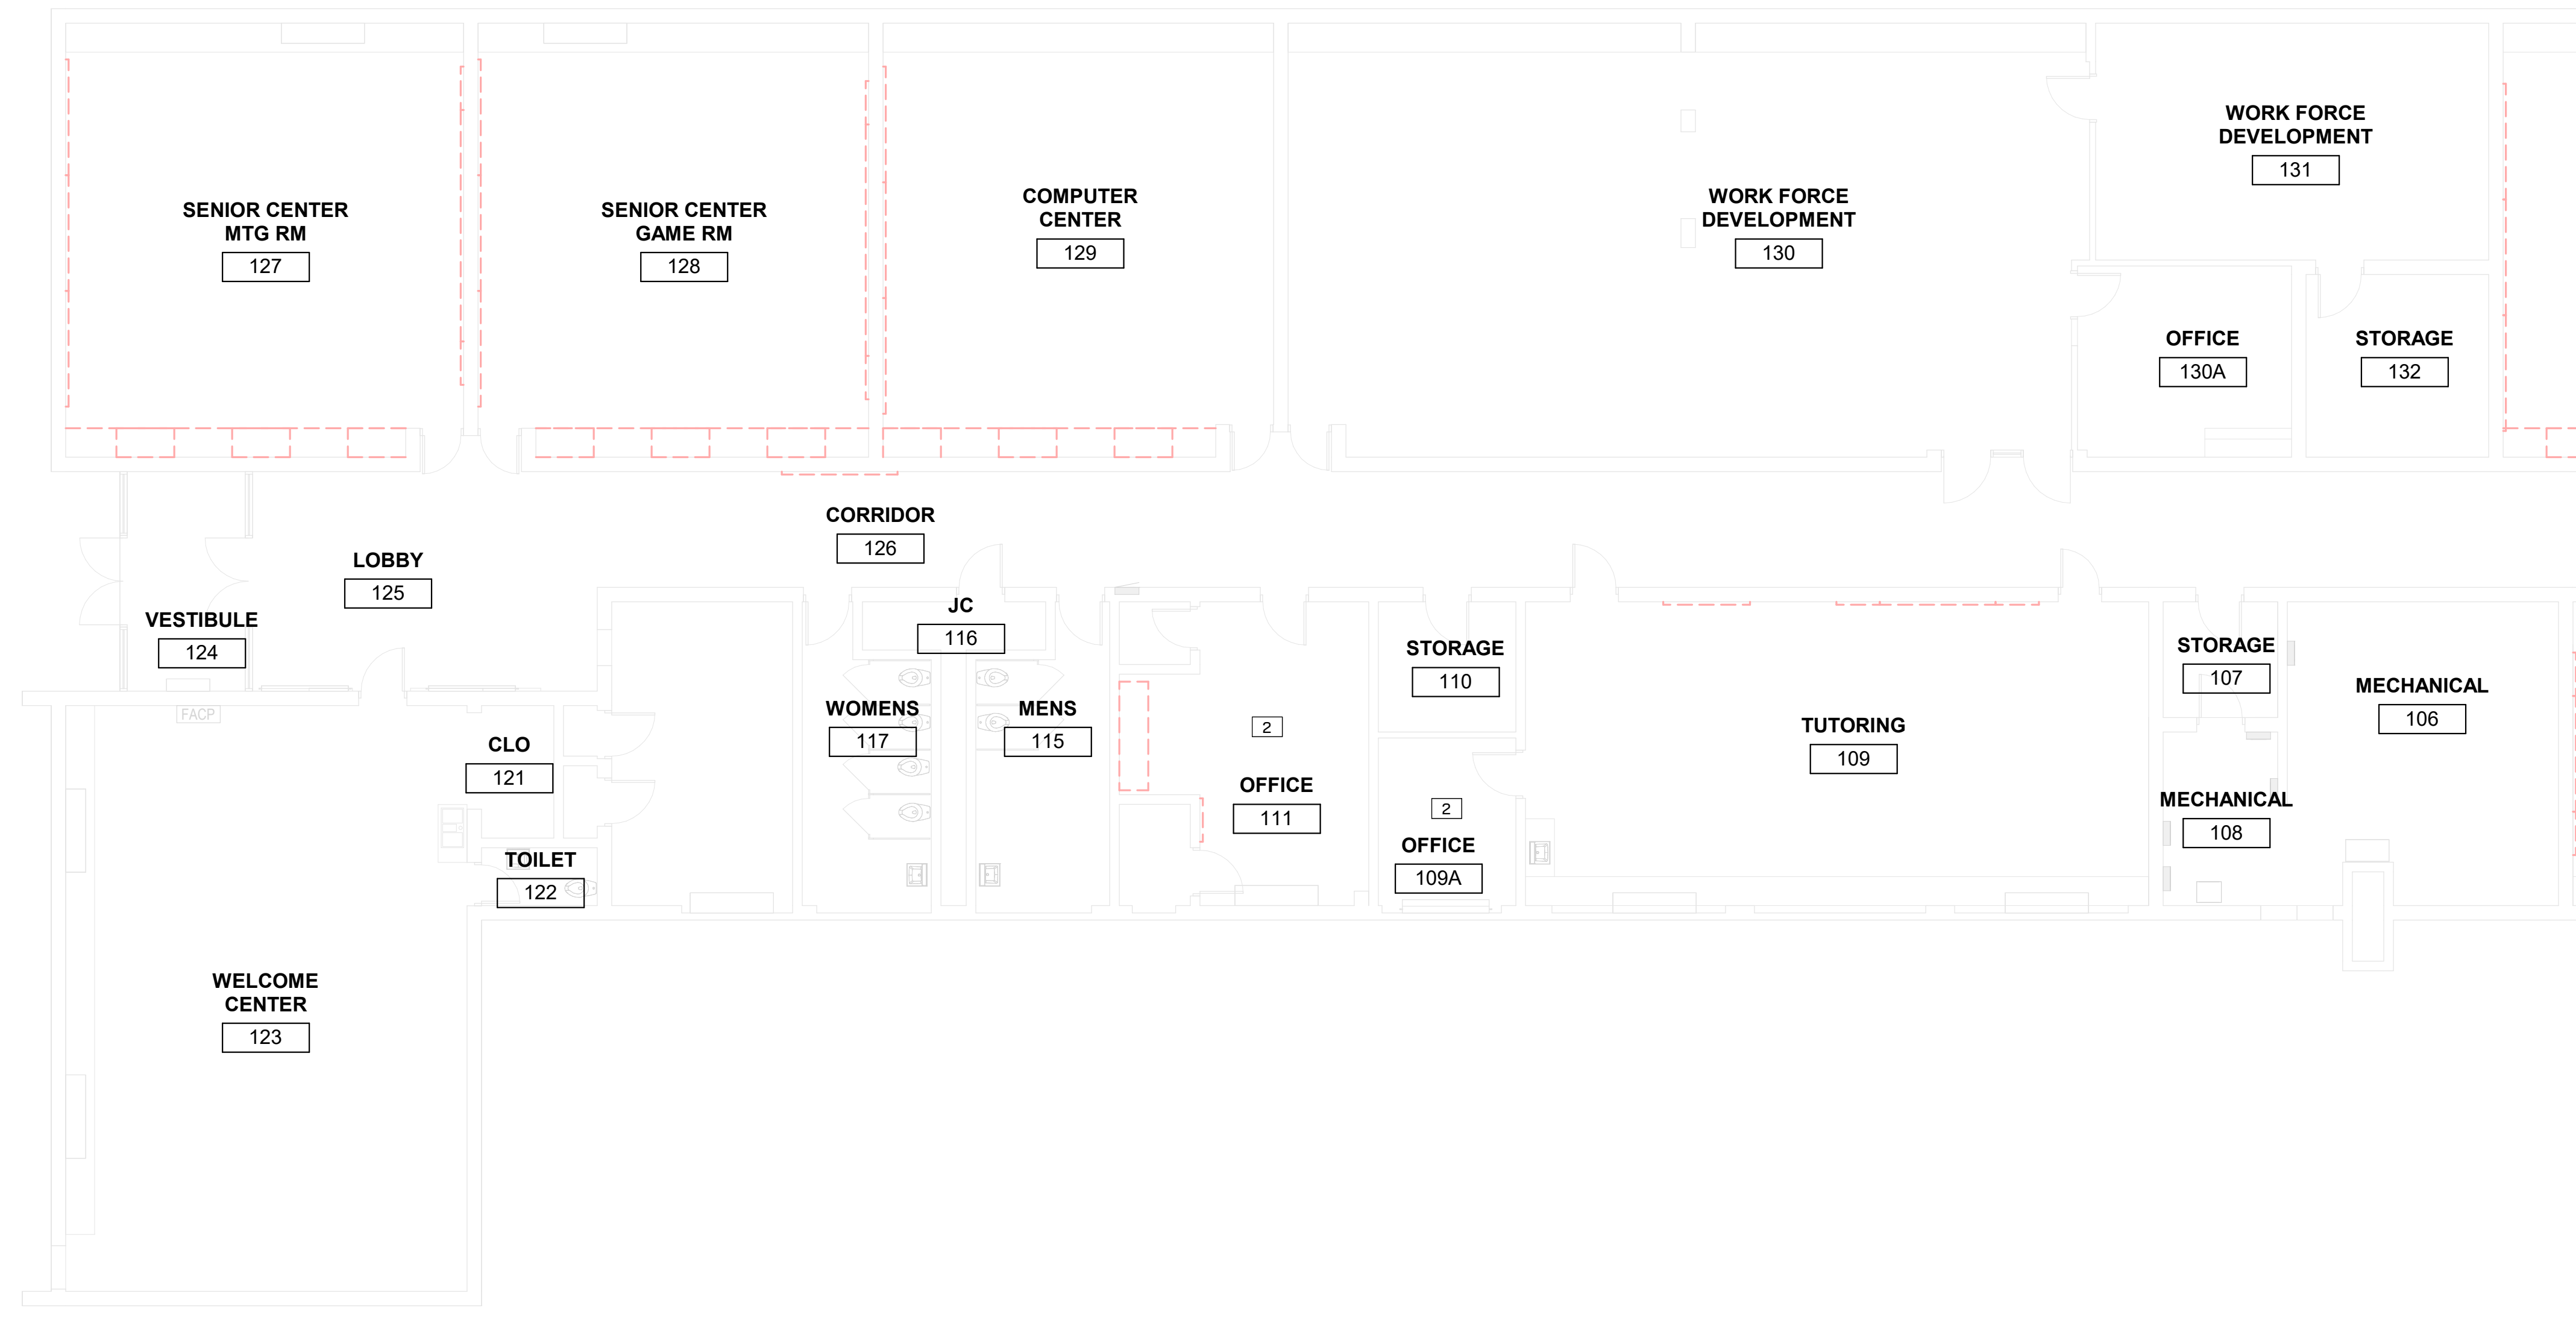 WORK FORCE
DEVELOPMENT
131
SENIOR CENTER
MTG RM
127
SENIOR CENTER
GAME RM
128
COMPUTER
CENTER
129
WORK FORCE
DEVELOPMENT
130
OFFICE
130A
STORAGE
132
CORRIDOR
126
LOBBY
125
VESTIBULE
124
JC
116
STORAGE
110
STORAGE
107
MECHANICAL
106
FACP
CLO
121
WOMENS
117
MENS
115
2
OFFICE
111
TUTORING
109
2
OFFICE
109A
MECHANICAL
108
TOILET
122
WELCOME
CENTER
123